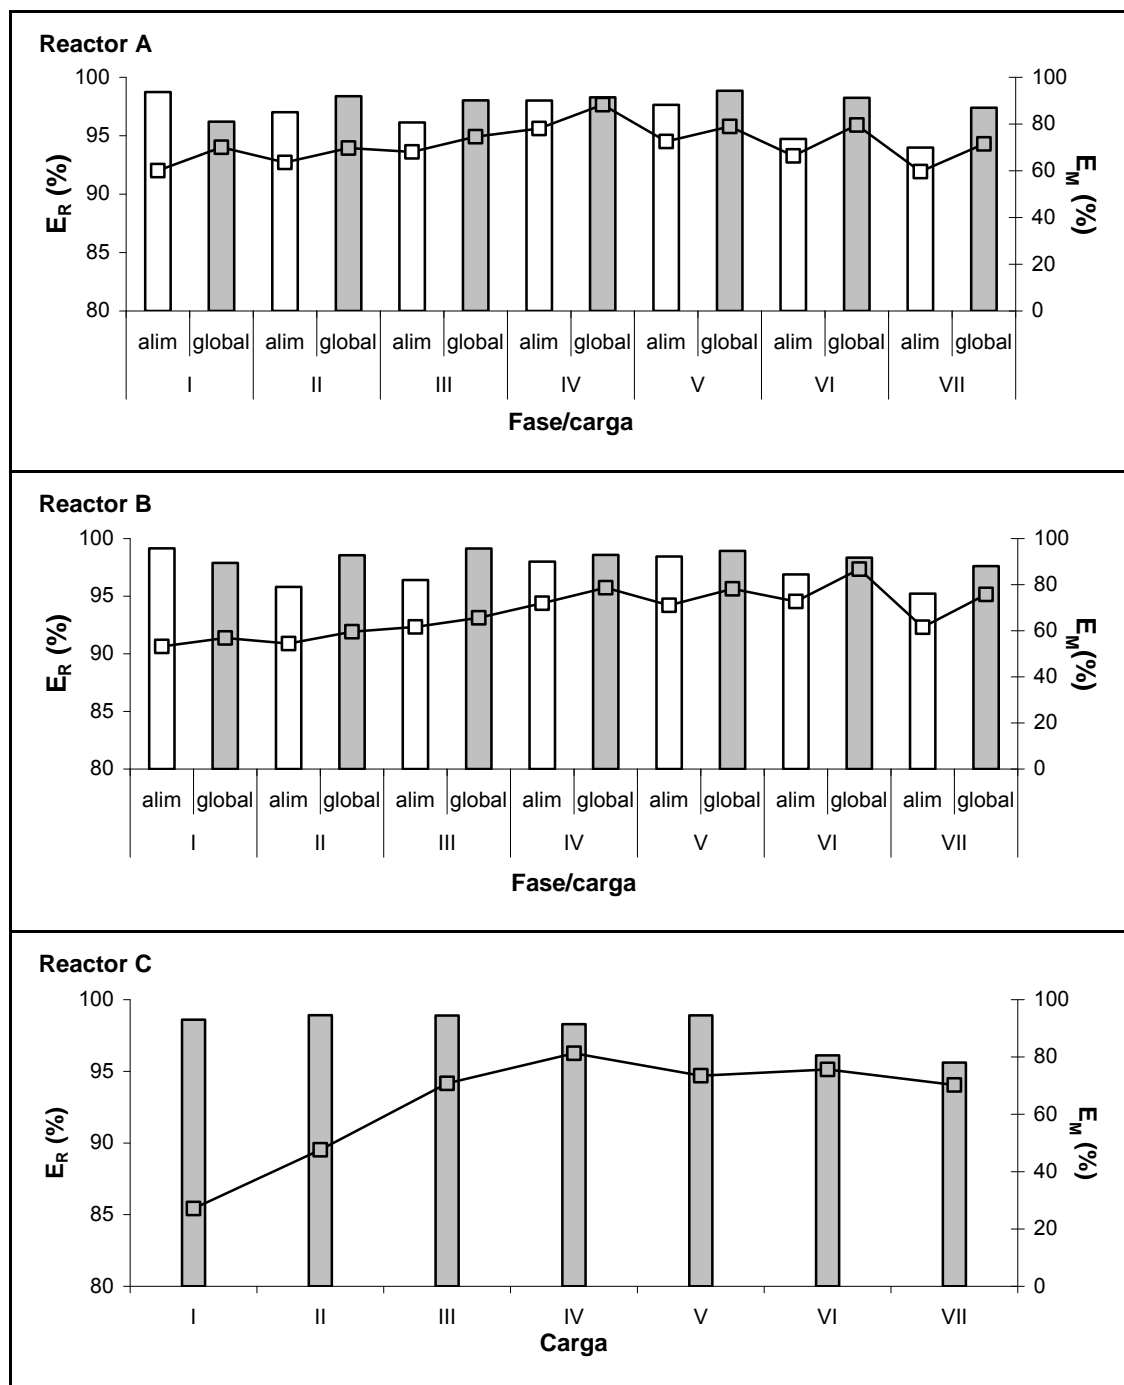 Reactor A
100 100
95 80
90 60
85 40
20
80 0
E_R (%)
E_M (%)
alim global alim global alim global alim global alim global alim global alim global
I II III IV V VI VII
Fase/carga
Reactor B
100 100
95 80
90 60
85 40
20
80 0
E_R (%)
E_M (%)
alim global alim global alim global alim global alim global alim global alim global
I II III IV V VI VII
Fase/carga
Reactor C
100 100
95 80
90 60
85 40
20
80 0
E_R (%)
E_M (%)
I II III IV V VI VII
Carga